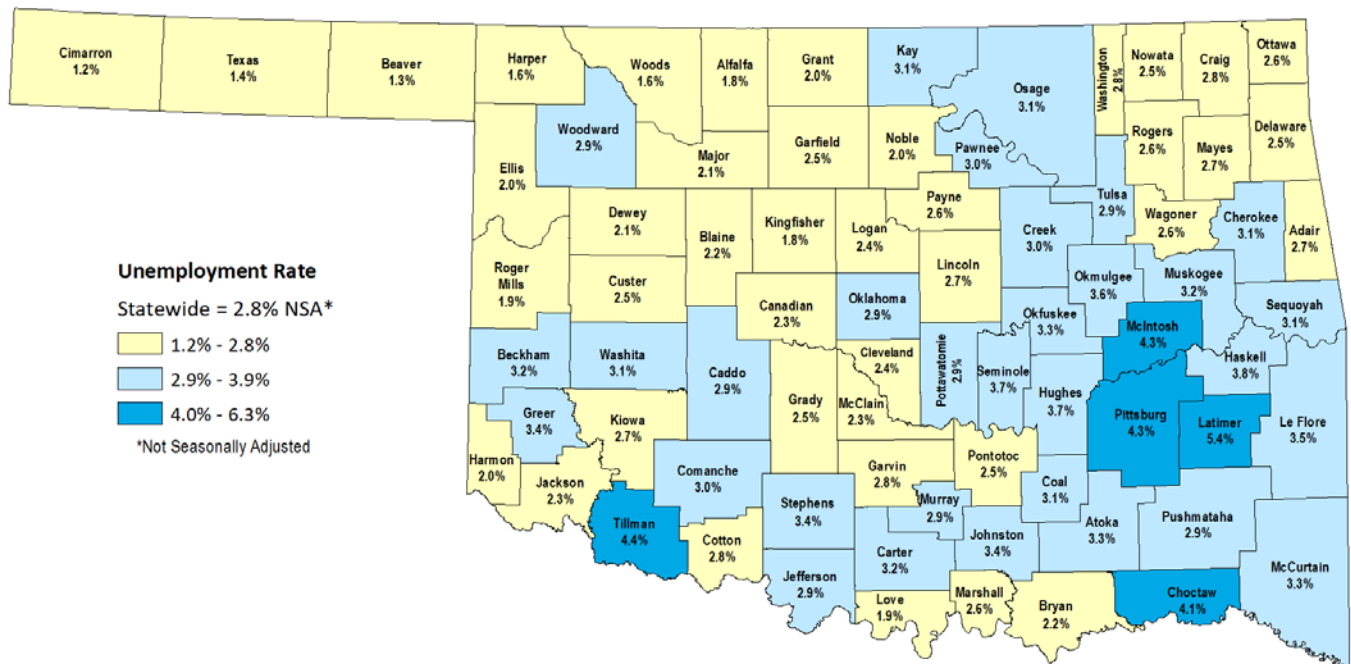 Cimarron
1.2%
Texas
1.4%
Beaver
1.3%
Harper
1.6%
Woods
1.6%
Alfalfa
1.8%
Grant
2.0%
Kay
3.1%
Osage
3.1%
Washington
2.8%
Nowata
2.5%
Craig
2.8%
Ottawa
2.6%
Woodward
2.9%
Ellis
2.0%
Major
2.1%
Garfield
2.5%
Noble
2.0%
Pawnee
3.0%
Rogers
2.6%
Mayes
2.7%
Delaware
2.5%
Dewey
2.1%
Blaine
2.2%
Kingfisher
1.8%
Logan
2.4%
Payne
2.6%
Creek
3.0%
Tulsa
2.9%
Wagoner
2.6%
Cherokee
3.1%
Adair
2.7%
Roger
Mills
1.9%
Custer
2.5%
Canadian
2.3%
Oklahoma
2.9%
Lincoln
2.7%
Okmulgee
3.6%
Muskogee
3.2%
Sequoyah
3.1%
Okfuskee
3.3%
McIntosh
4.3%
Unemployment Rate
Statewide = 2.8% NSA*
1.2% - 2.8%
2.9% - 3.9%
4.0% - 6.3%
*Not Seasonally Adjusted
Beckham
3.2%
Washita
3.1%
Caddo
2.9%
Grady
2.5%
Cleveland
2.4%
McClain
2.3%
Pottawatomie
2.9%
Seminole
3.7%
Hughes
3.7%
Haskell
3.8%
Pittsburg
4.3%
Latimer
5.4%
Le Flore
3.5%
Greer
3.4%
Kiowa
2.7%
Harmon
2.0%
Jackson
2.3%
Comanche
3.0%
Garvin
2.8%
Pontotoc
2.5%
Coal
3.1%
Tillman
4.4%
Cotton
2.8%
Stephens
3.4%
Murray
2.9%
Johnston
3.4%
Atoka
3.3%
Pushmataha
2.9%
Jefferson
2.9%
Carter
3.2%
Love
1.9%
Marshall
2.6%
Bryan
2.2%
Choctaw
4.1%
McCurtain
3.3%